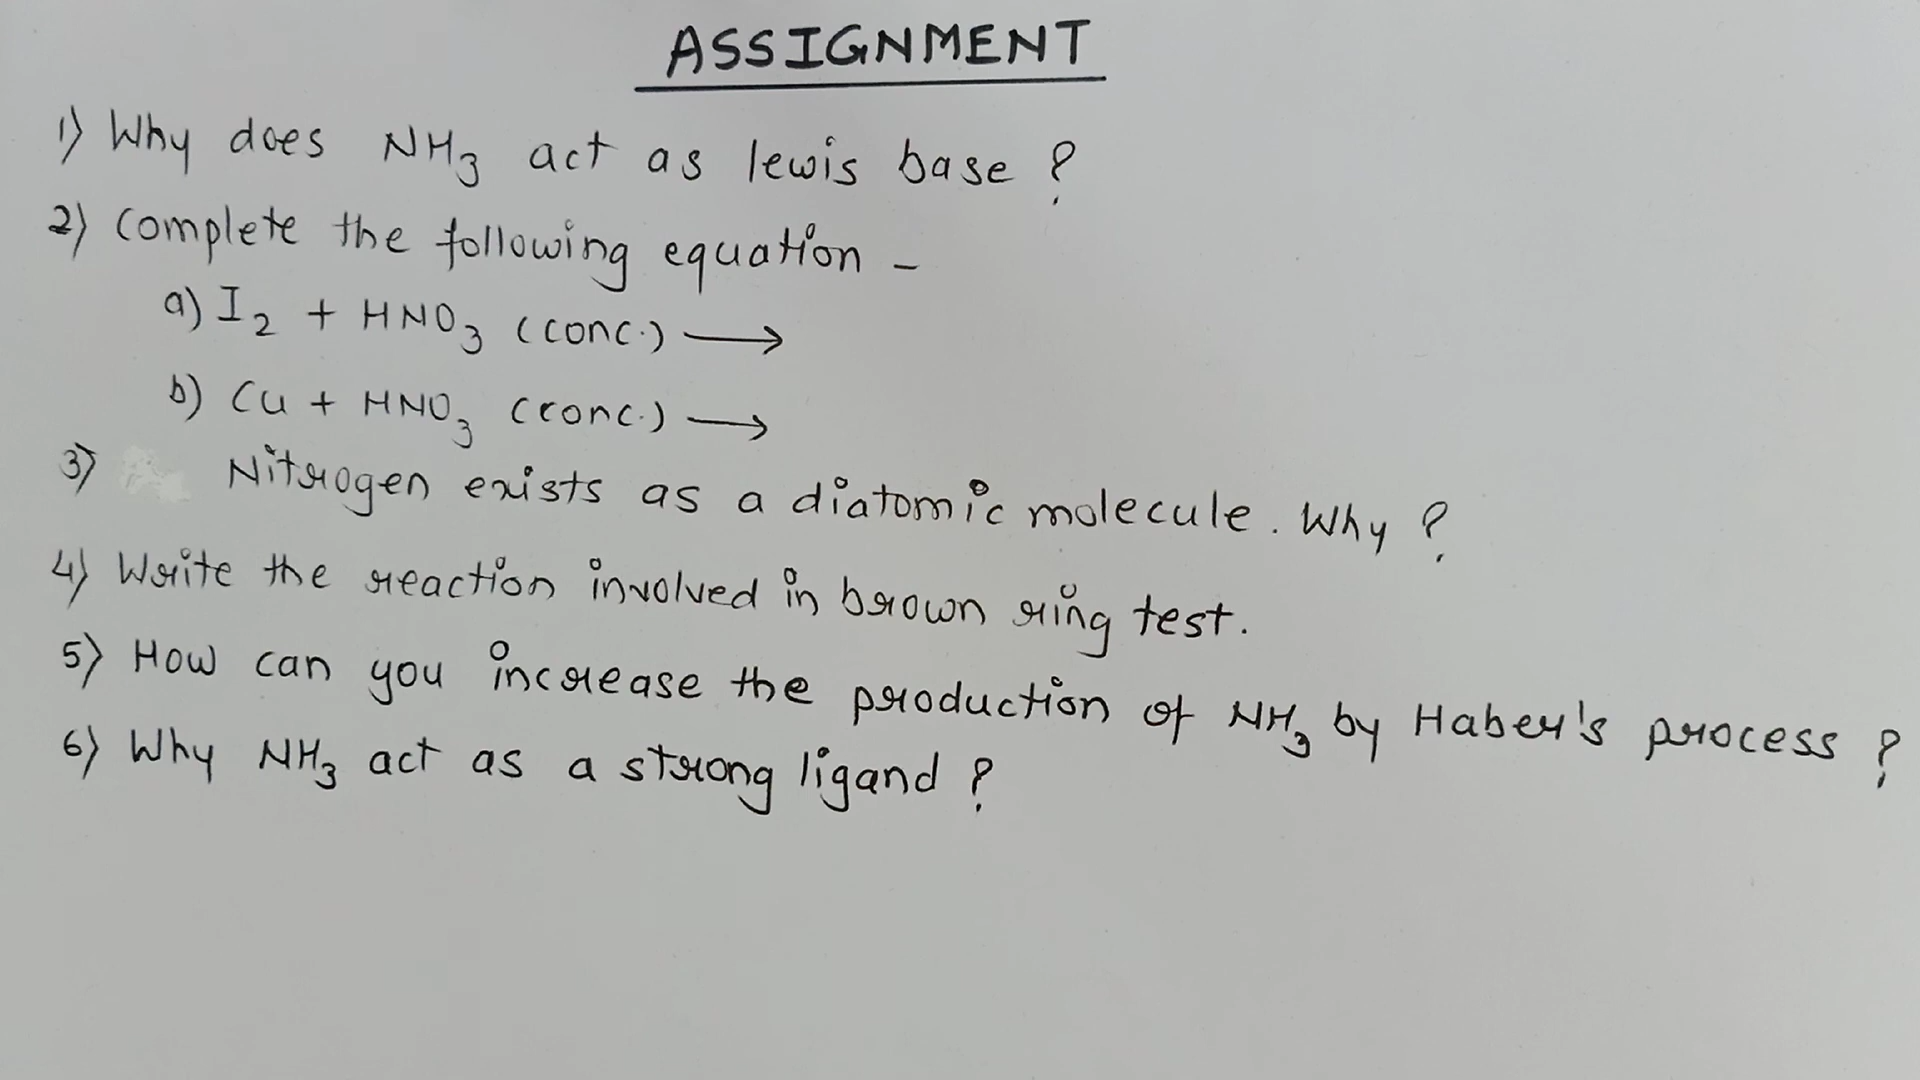 ASSIGNMENT
1) Why does NH₃ act as lewis base ?
2) Complete the following equation -
a) I₂ + HNO₃ (conc.) ⟶
b) Cu + HNO₃ (conc.) ⟶
3) Nitrogen exists as a diatomic molecule. Why ?
4) Write the reaction involved in brown ring test.
5) How can you increase the production of NH₃ by Haber's process ?
6) Why NH₃ act as a strong ligand ?